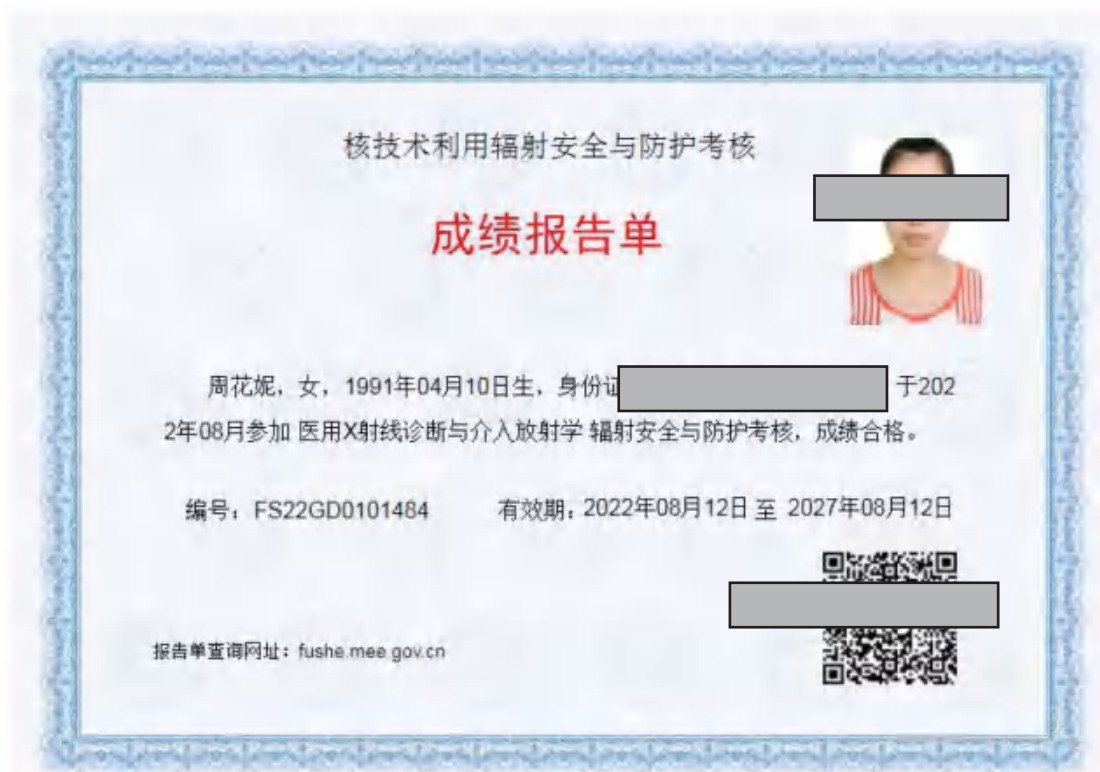 核技术利用辐射安全与防护考核
成绩报告单
周花妮，女，1991年04月10日生，身份证 于202
2年08月参加 医用X射线诊断与介入放射学 辐射安全与防护考核，成绩合格。
编号：FS22GD0101484 有效期：2022年08月12日 至 2027年08月12日
报告单查询网址：fushe.mee.gov.cn